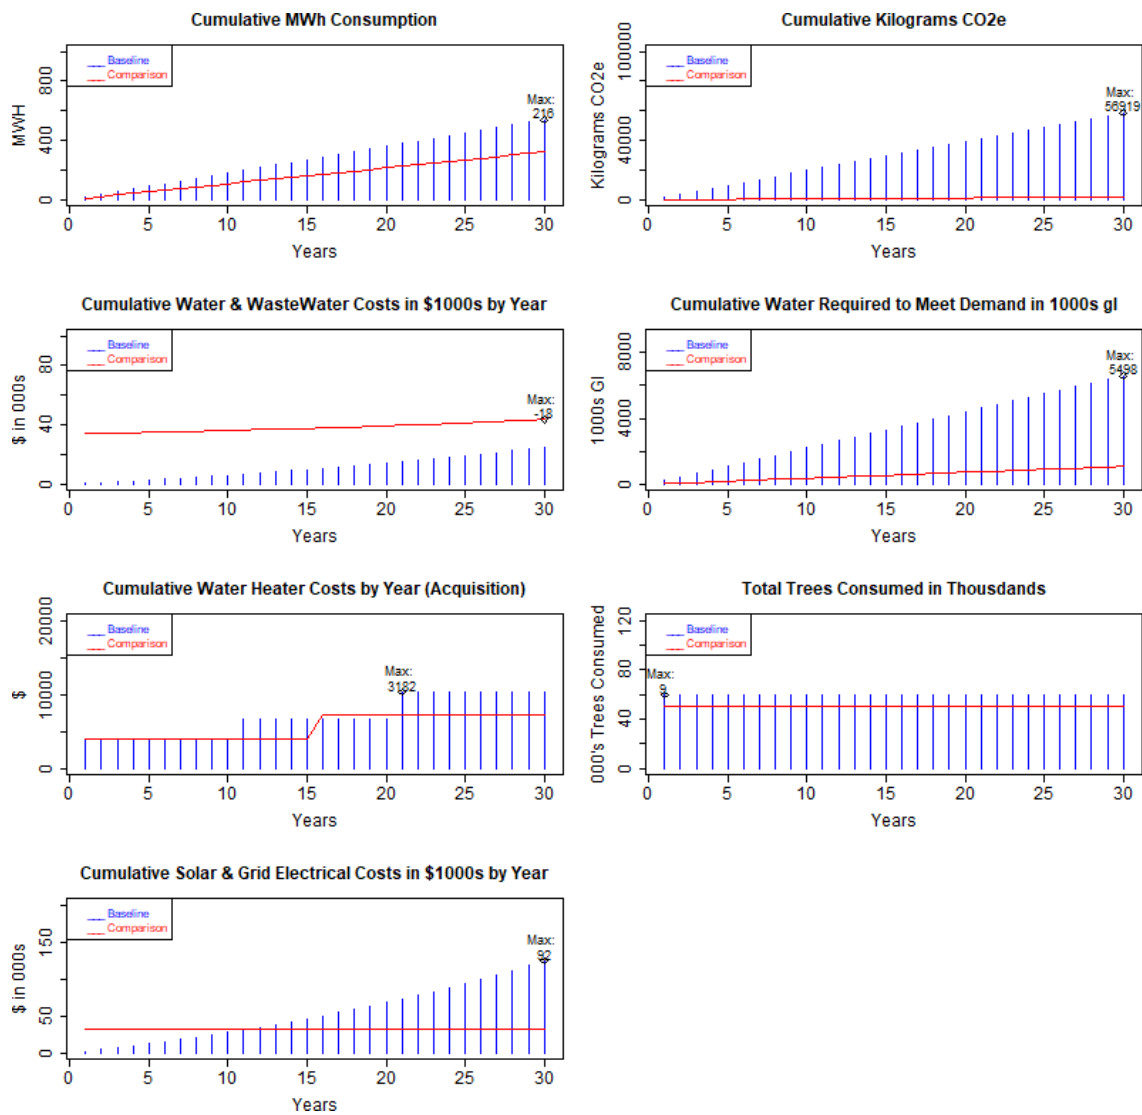 Cumulative MWh Consumption
Baseline
Comparison
Max:
216
MWH
0 400 800
0 5 10 15 20 25 30
Years
Cumulative Kilograms CO2e
Baseline
Comparison
Max:
56919
Kilograms CO2e
0 40000 100000
0 5 10 15 20 25 30
Years
Cumulative Water & WasteWater Costs in $1000s by Year
Baseline
Comparison
Max:
-18
$ in 000s
0 40 80
0 5 10 15 20 25 30
Years
Cumulative Water Required to Meet Demand in 1000s gl
Baseline
Comparison
Max:
5498
1000s Gl
0 4000 8000
0 5 10 15 20 25 30
Years
Cumulative Water Heater Costs by Year (Acquisition)
Baseline
Comparison
Max:
3182
$
0 10000 20000
0 5 10 15 20 25 30
Years
Total Trees Consumed in Thousdands
Baseline
Comparison
Max:
9
000's Trees Consumed
0 40 80 120
0 5 10 15 20 25 30
Years
Cumulative Solar & Grid Electrical Costs in $1000s by Year
Baseline
Comparison
Max:
92
$ in 000s
0 50 150
0 5 10 15 20 25 30
Years